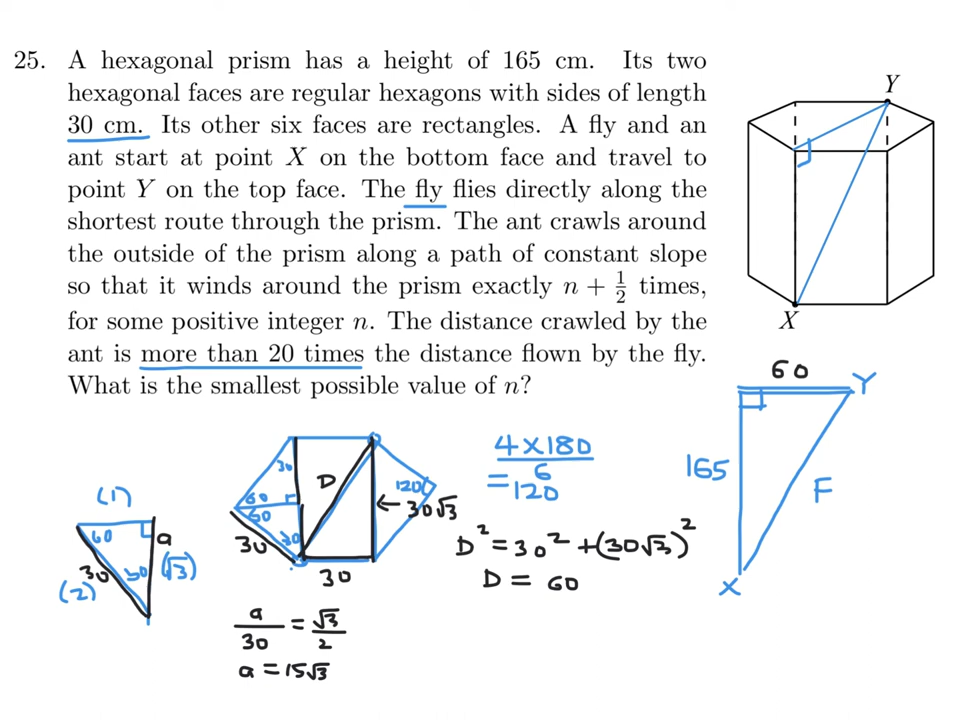 25. A hexagonal prism has a height of 165 cm. Its two
hexagonal faces are regular hexagons with sides of length
30 cm. Its other six faces are rectangles. A fly and an
ant start at point X on the bottom face and travel to
point Y on the top face. The fly flies directly along the
shortest route through the prism. The ant crawls around
the outside of the prism along a path of constant slope
so that it winds around the prism exactly n + 1/2 times,
for some positive integer n. The distance crawled by the
ant is more than 20 times the distance flown by the fly.
What is the smallest possible value of n?
Y
X
60
Y
165
F
X
(1)
60
a
30
30
(√3)
(2)
30
60
60
30
D
120
30√3
30
30
a/30 = √3/2
a = 15√3
4 × 180
6
= 120
D² = 30² + (30√3)²
D = 60